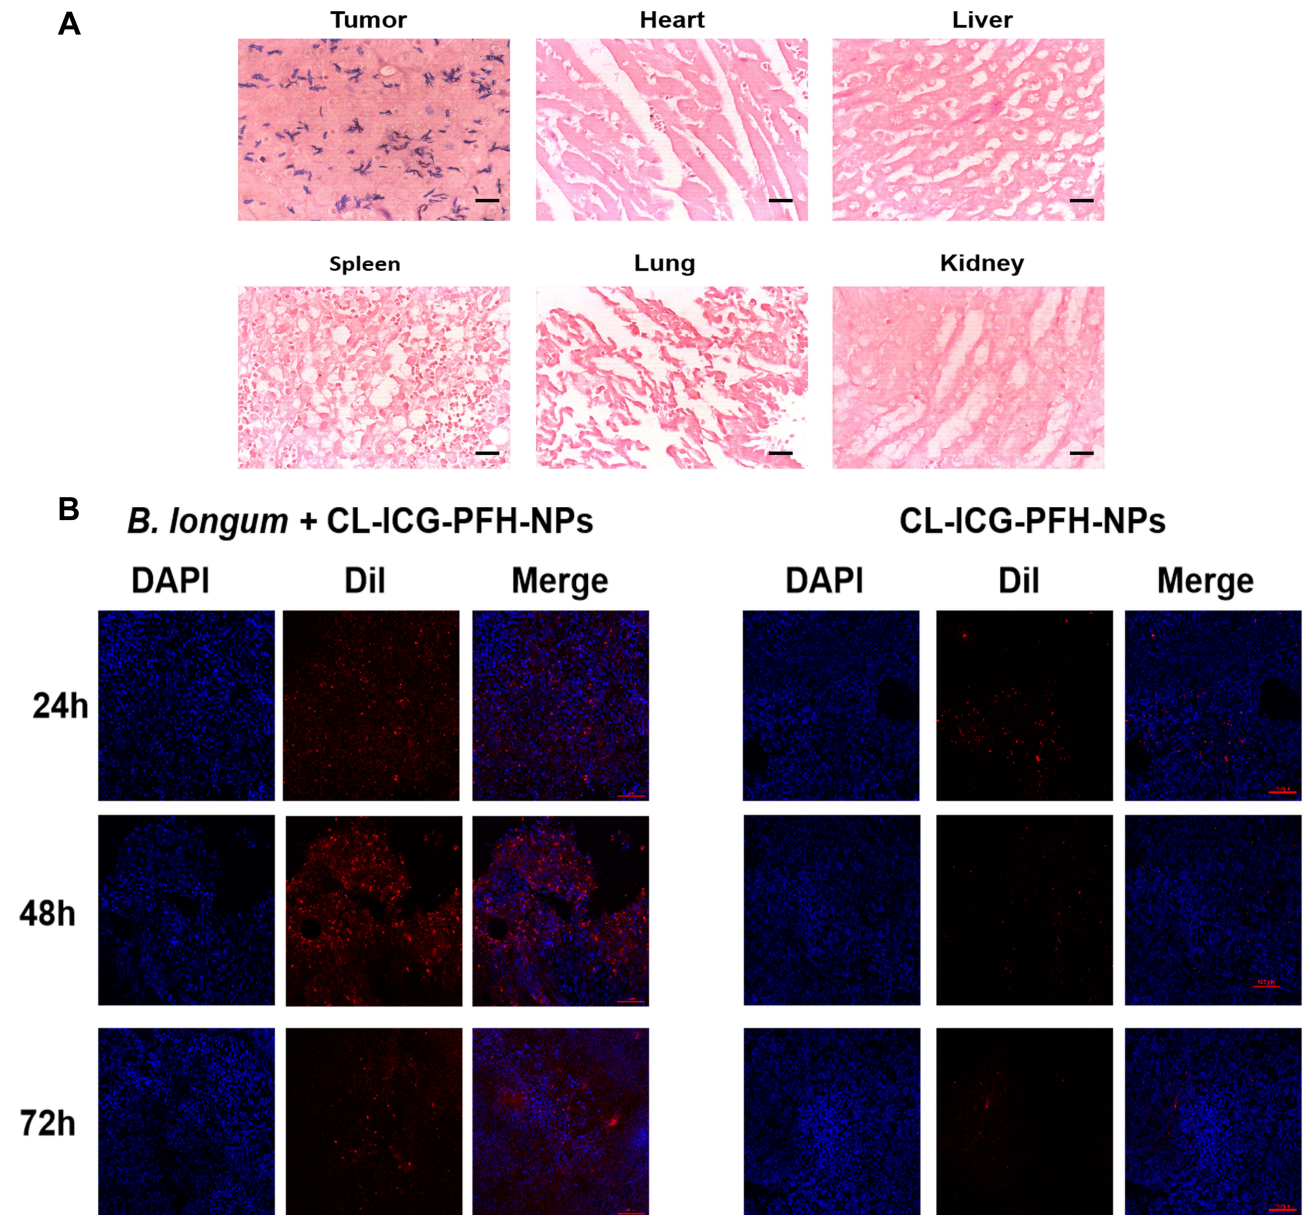 A
Tumor Heart Liver
Spleen Lung Kidney
B
B. longum + CL-ICG-PFH-NPs CL-ICG-PFH-NPs
DAPI Dil Merge DAPI Dil Merge
24h
48h
72h